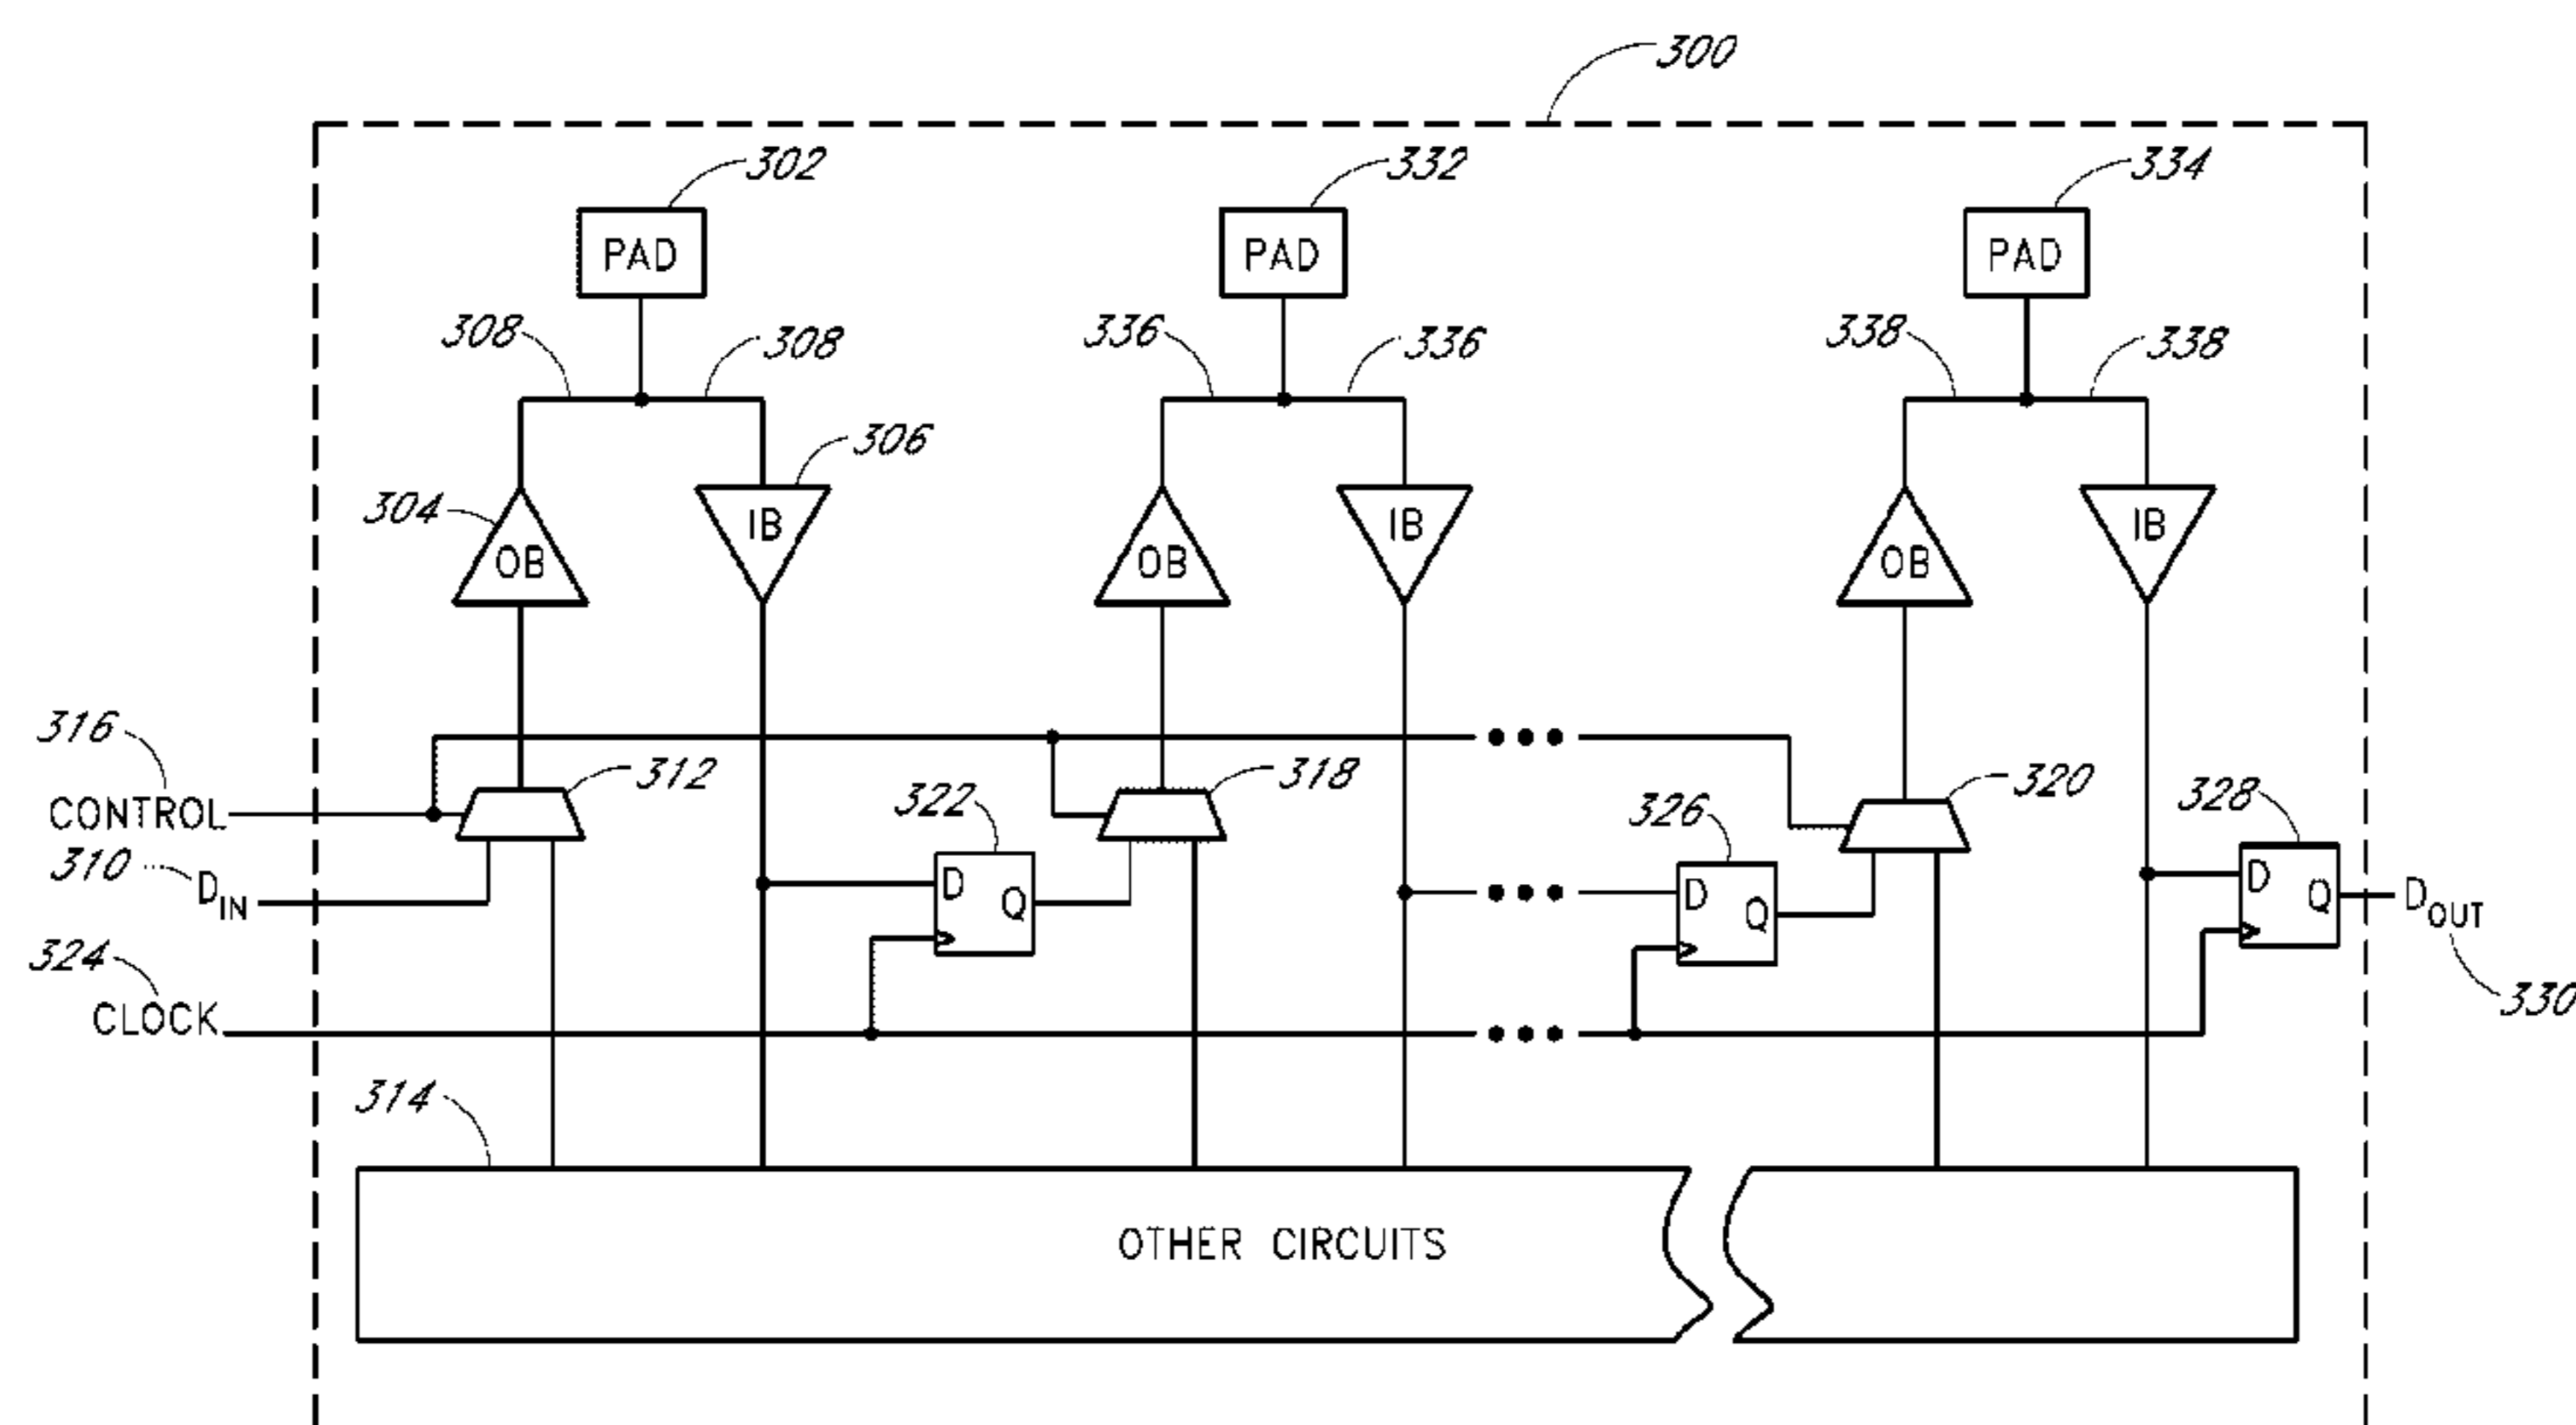 300
302
332
334
PAD
PAD
PAD
308
308
336
336
338
338
306
304
IB
IB
IB
OB
OB
OB
316
312
318
320
322
326
328
CONTROL
310
DIN
D
Q
D
Q
D
Q
DOUT
324
330
CLOCK
314
OTHER CIRCUITS